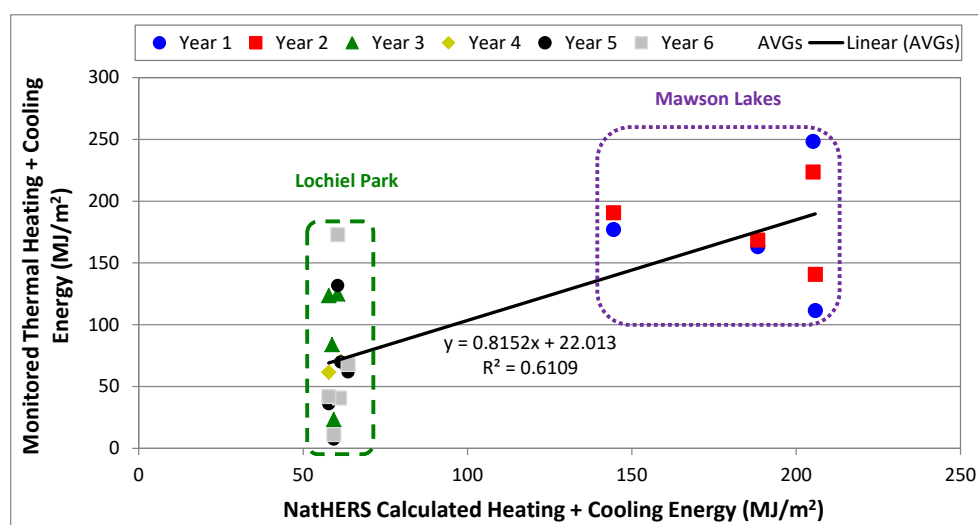 Year 1 Year 2 Year 3 Year 4 Year 5 Year 6 AVGs Linear (AVGs)
Monitored Thermal Heating + Cooling
Energy (MJ/m²)
300
250
200
150
100
50
0
Mawson Lakes
Lochiel Park
y = 0.8152x + 22.013
R² = 0.6109
0 50 100 150 200 250
NatHERS Calculated Heating + Cooling Energy (MJ/m²)